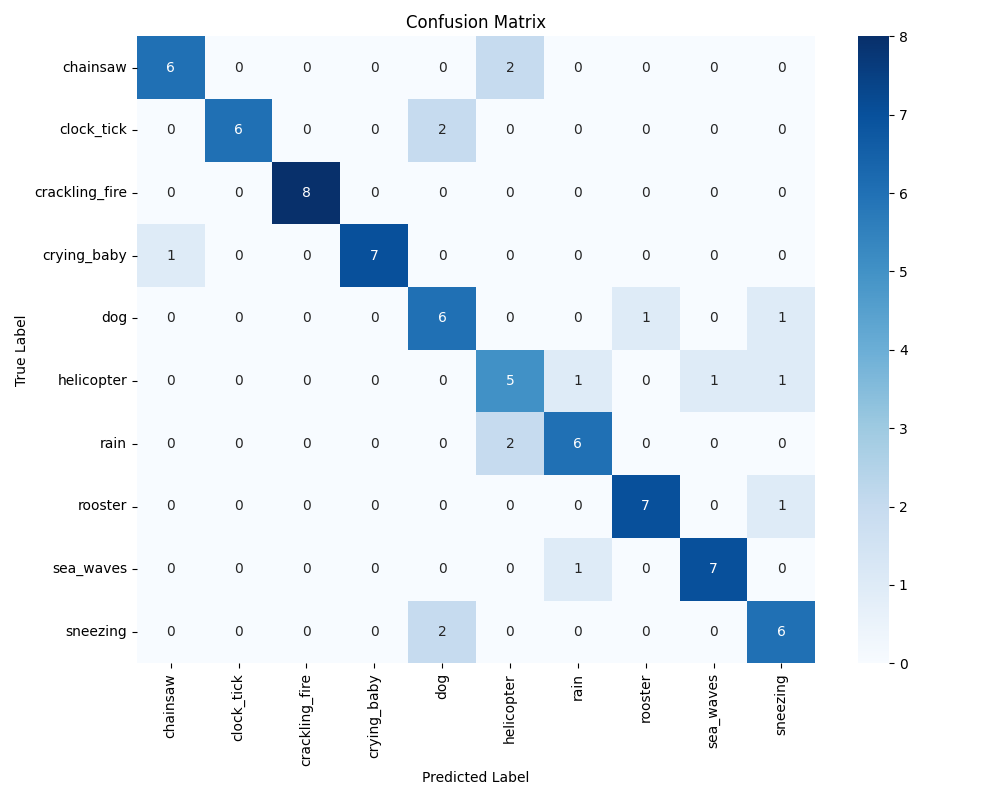 Confusion Matrix
True Label
chainsaw 6 0 0 0 0 2 0 0 0 0
clock_tick 0 6 0 0 2 0 0 0 0 0
crackling_fire 0 0 8 0 0 0 0 0 0 0
crying_baby 1 0 0 7 0 0 0 0 0 0
dog 0 0 0 0 6 0 0 1 0 1
helicopter 0 0 0 0 0 5 1 0 1 1
rain 0 0 0 0 0 2 6 0 0 0
rooster 0 0 0 0 0 0 0 7 0 1
sea_waves 0 0 0 0 0 0 1 0 7 0
sneezing 0 0 0 0 2 0 0 0 0 6
chainsaw clock_tick crackling_fire crying_baby dog helicopter rain rooster sea_waves sneezing
Predicted Label
8
7
6
5
4
3
2
1
0